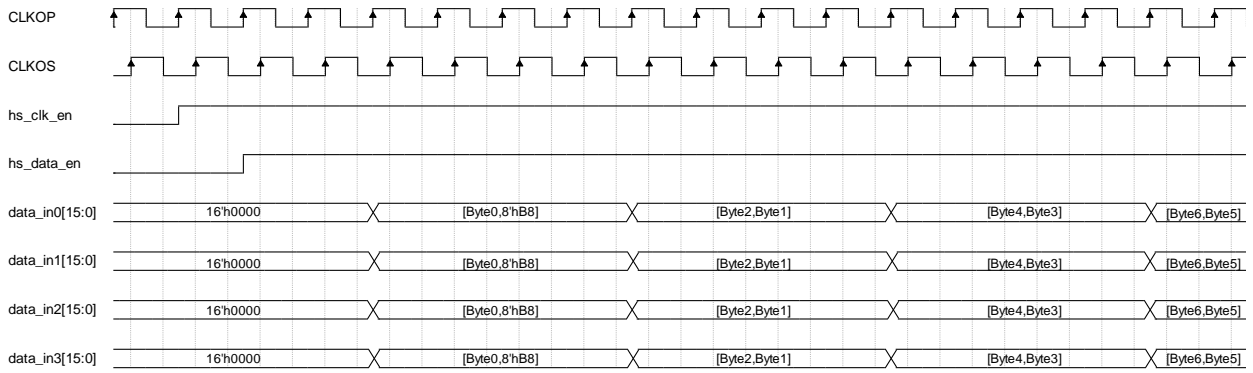 CLKOP
CLKOS
hs_clk_en
hs_data_en
data_in0[15:0] 16'h0000 [Byte0,8'hB8] [Byte2,Byte1] [Byte4,Byte3] [Byte6,Byte5]
data_in1[15:0] 16'h0000 [Byte0,8'hB8] [Byte2,Byte1] [Byte4,Byte3] [Byte6,Byte5]
data_in2[15:0] 16'h0000 [Byte0,8'hB8] [Byte2,Byte1] [Byte4,Byte3] [Byte6,Byte5]
data_in3[15:0] 16'h0000 [Byte0,8'hB8] [Byte2,Byte1] [Byte4,Byte3] [Byte6,Byte5]